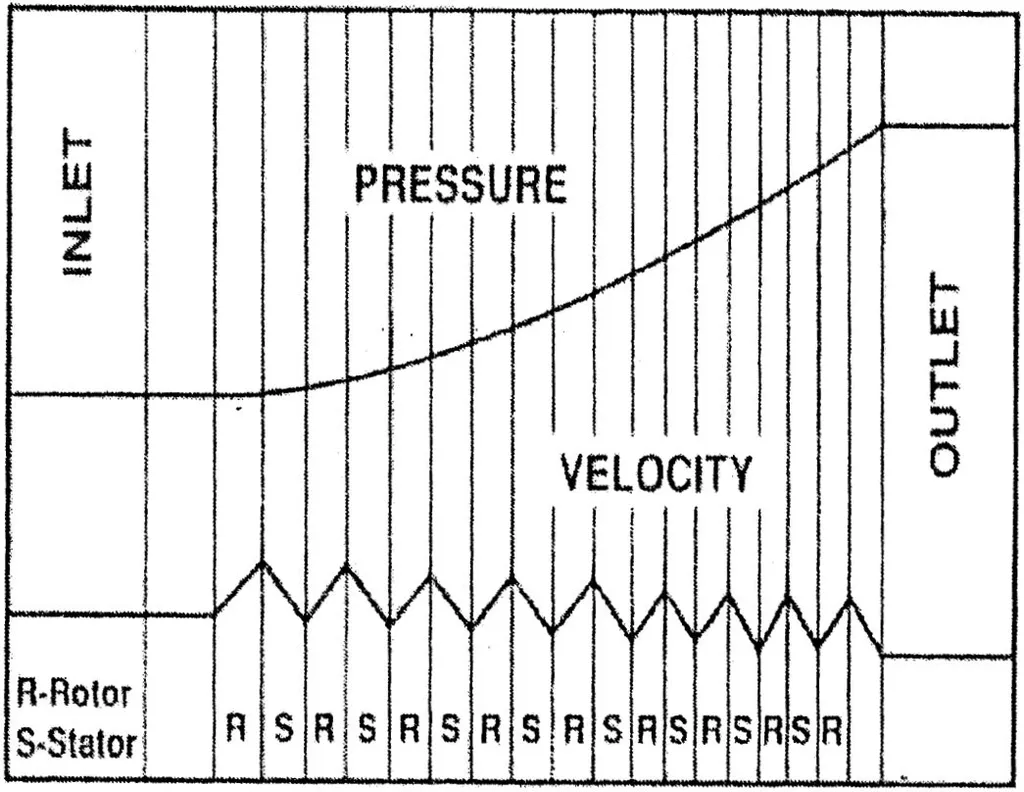 INLET
PRESSURE
OUTLET
VELOCITY
R-Rotor
S-Stator
R S R S R S R S R S R S R S R S R